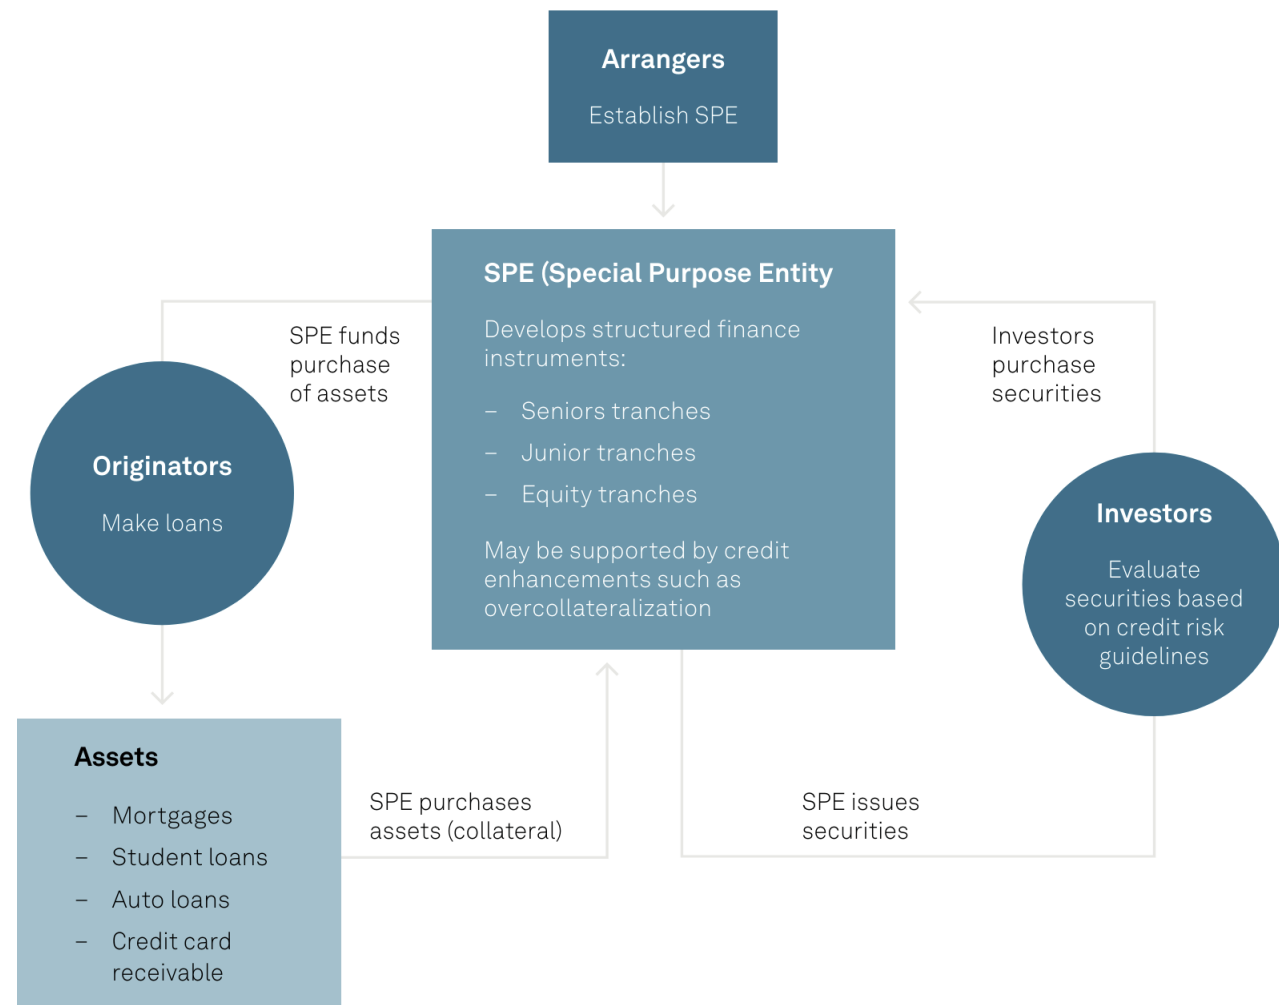 Arrangers
Establish SPE
SPE (Special Purpose Entity
Develops structured finance
instruments:
– Seniors tranches
– Junior tranches
– Equity tranches
May be supported by credit
enhancements such as
overcollateralization
SPE funds
purchase
of assets
Investors
purchase
securities
Originators
Make loans
Investors
Evaluate
securities based
on credit risk
guidelines
Assets
– Mortgages
– Student loans
– Auto loans
– Credit card
receivable
SPE purchases
assets (collateral)
SPE issues
securities